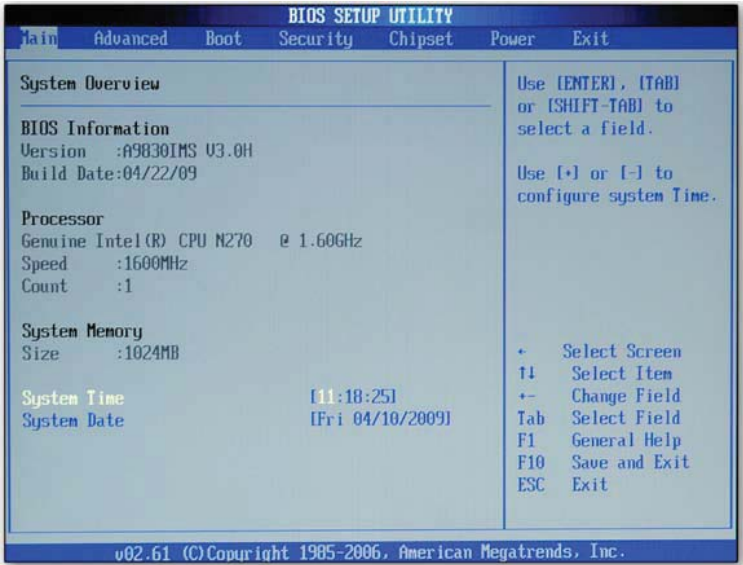 BIOS SETUP UTILITY
Main Advanced Boot Security Chipset Power Exit
System Overview
BIOS Information
Version :A9830IMS V3.0H
Build Date:04/22/09
Processor
Genuine Intel(R) CPU N270 @ 1.60GHz
Speed :1600MHz
Count :1
System Memory
Size :1024MB
System Time [11:18:25]
System Date [Fri 04/10/2009]
Use [ENTER], [TAB]
or [SHIFT-TAB] to
select a field.
Use [+] or [-] to
configure system Time.
← Select Screen
↑↓ Select Item
+- Change Field
Tab Select Field
F1 General Help
F10 Save and Exit
ESC Exit
v02.61 (C)Copyright 1985-2006, American Megatrends, Inc.